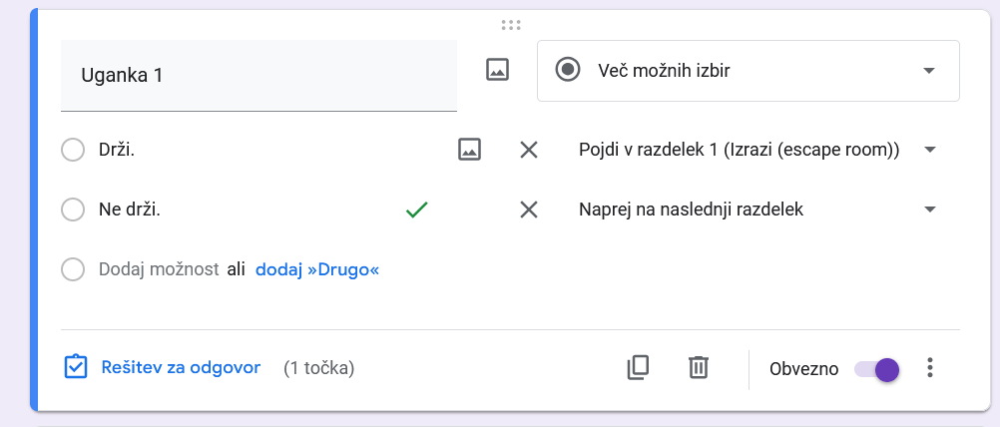 Uganka 1
Več možnih izbir
Drži.
Pojdi v razdelek 1 (Izrazi (escape room))
Ne drži.
Naprej na naslednji razdelek
Dodaj možnost ali dodaj »Drugo«
Rešitev za odgovor (1 točka)
Obvezno